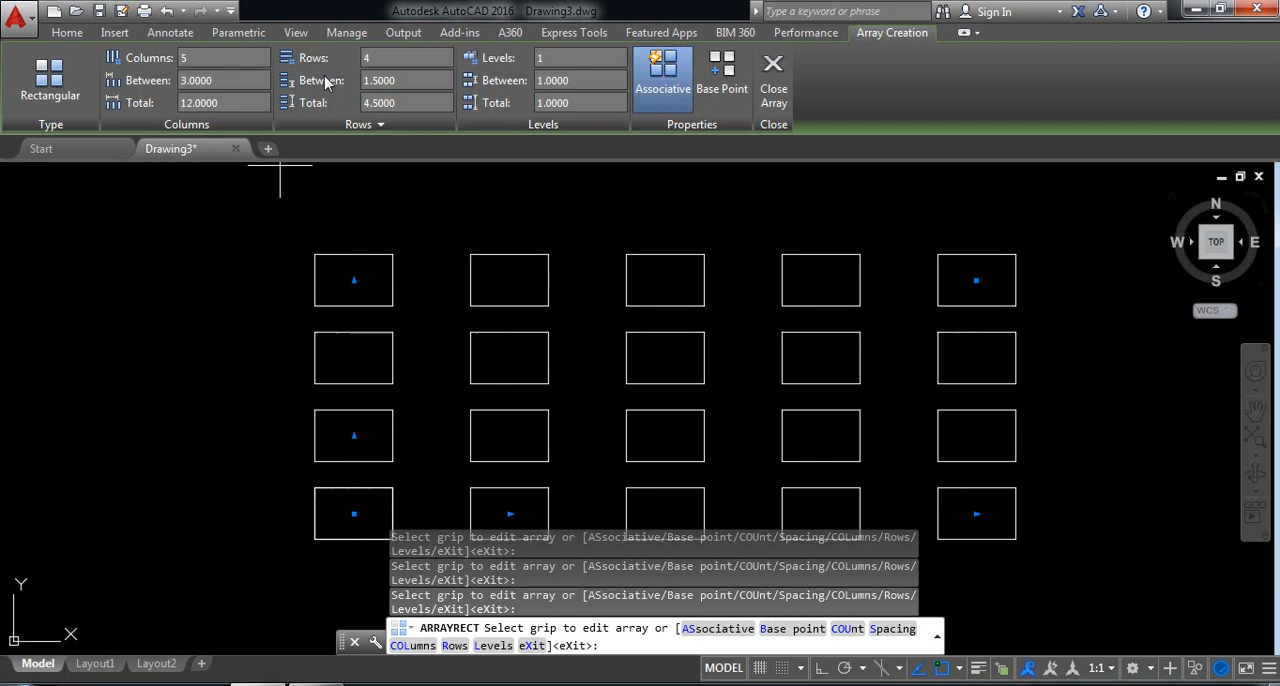 Autodesk AutoCAD 2016 Drawing3.dwg
Type a keyword or phrase
Sign In
Home Insert Annotate Parametric View Manage Output Add-ins A360 Express Tools Featured Apps BIM 360 Performance Array Creation
Columns: 5 Rows: 4 Levels: 1
Between: 3.0000 Between: 1.5000 Between: 1.0000
Total: 12.0000 Total: 4.5000 Total: 1.0000
Rectangular Associative Base Point Close Array
Type Columns Rows Levels Properties Close
Start Drawing3*
N
W TOP E
S
WCS
Select grip to edit array or [ASsociative/Base point/COUnt/Spacing/COLumns/Rows/
Levels/eXit]<eXit>:
Select grip to edit array or [ASsociative/Base point/COUnt/Spacing/COLumns/Rows/
Levels/eXit]<eXit>:
Select grip to edit array or [ASsociative/Base point/COUnt/Spacing/COLumns/Rows/
Levels/eXit]<eXit>:
ARRAYRECT Select grip to edit array or [ASsociative Base point COUnt Spacing
COLumns Rows Levels eXit]<eXit>:
Y
X
Model Layout1 Layout2 +
MODEL 1:1